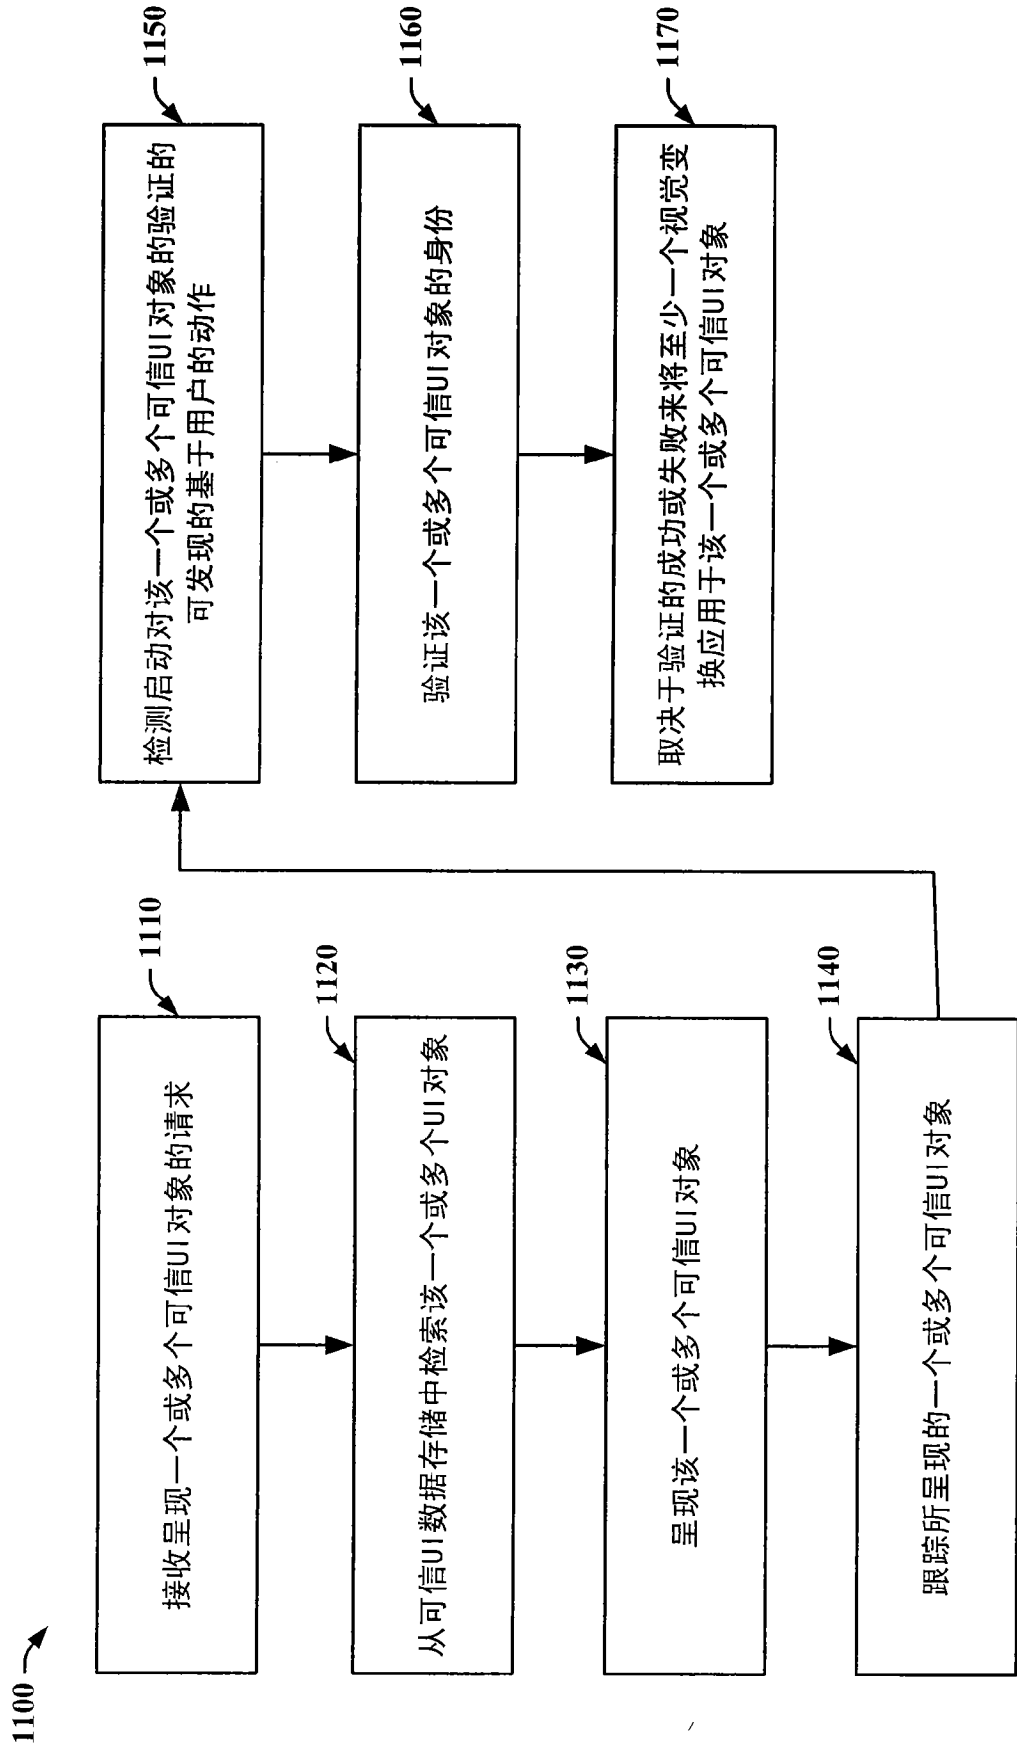 1100
1110
接收呈现一个或多个可信UI对象的请求
1120
从可信UI数据存储中检索该一个或多个UI对象
1130
呈现该一个或多个可信UI对象
1140
跟踪所呈现的一个或多个可信UI对象
1150
检测启动对该一个或多个可信UI对象的验证的
可发现的基于用户的动作
1160
验证该一个或多个可信UI对象的身份
1170
取决于验证的成功或失败来将至少一个视觉变
换应用于该一个或多个可信UI对象